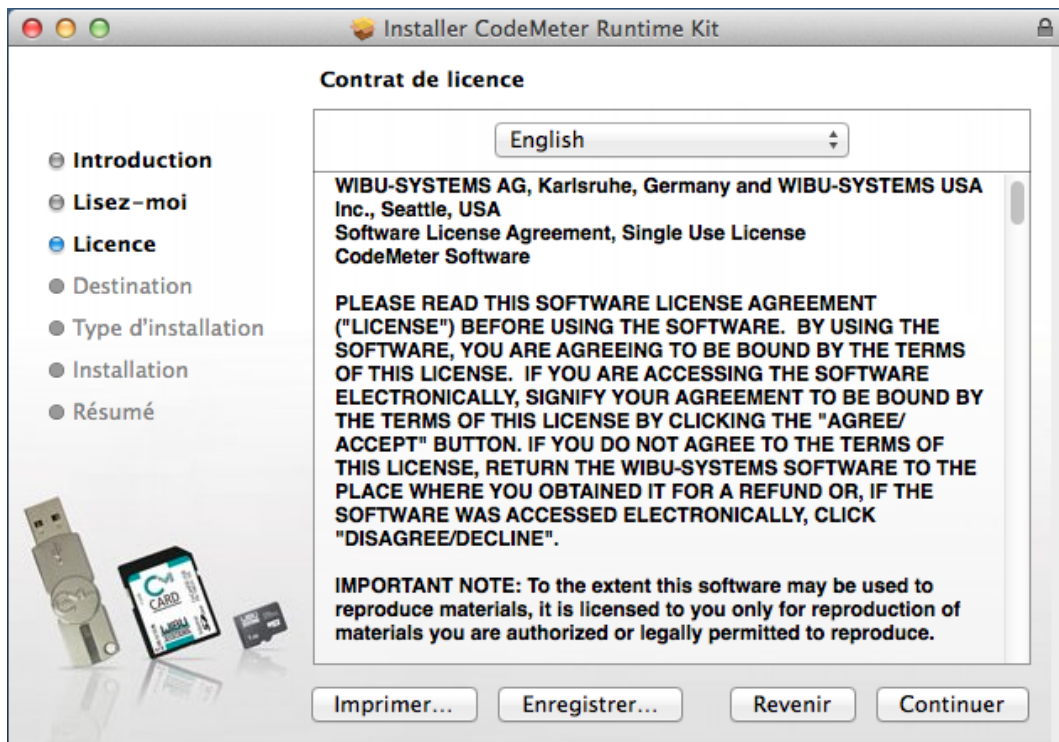 Installer CodeMeter Runtime Kit
Contrat de licence
Introduction
Lisez-moi
Licence
Destination
Type d'installation
Installation
Résumé
English
WIBU-SYSTEMS AG, Karlsruhe, Germany and WIBU-SYSTEMS USA
Inc., Seattle, USA
Software License Agreement, Single Use License
CodeMeter Software
PLEASE READ THIS SOFTWARE LICENSE AGREEMENT
("LICENSE") BEFORE USING THE SOFTWARE.  BY USING THE
SOFTWARE, YOU ARE AGREEING TO BE BOUND BY THE TERMS
OF THIS LICENSE.  IF YOU ARE ACCESSING THE SOFTWARE
ELECTRONICALLY, SIGNIFY YOUR AGREEMENT TO BE BOUND BY
THE TERMS OF THIS LICENSE BY CLICKING THE "AGREE/
ACCEPT" BUTTON. IF YOU DO NOT AGREE TO THE TERMS OF
THIS LICENSE, RETURN THE WIBU-SYSTEMS SOFTWARE TO THE
PLACE WHERE YOU OBTAINED IT FOR A REFUND OR, IF THE
SOFTWARE WAS ACCESSED ELECTRONICALLY, CLICK
"DISAGREE/DECLINE".
IMPORTANT NOTE: To the extent this software may be used to
reproduce materials, it is licensed to you only for reproduction of
materials you are authorized or legally permitted to reproduce.
CARD
WIBU
SYSTEMS
Imprimer...
Enregistrer...
Revenir
Continuer